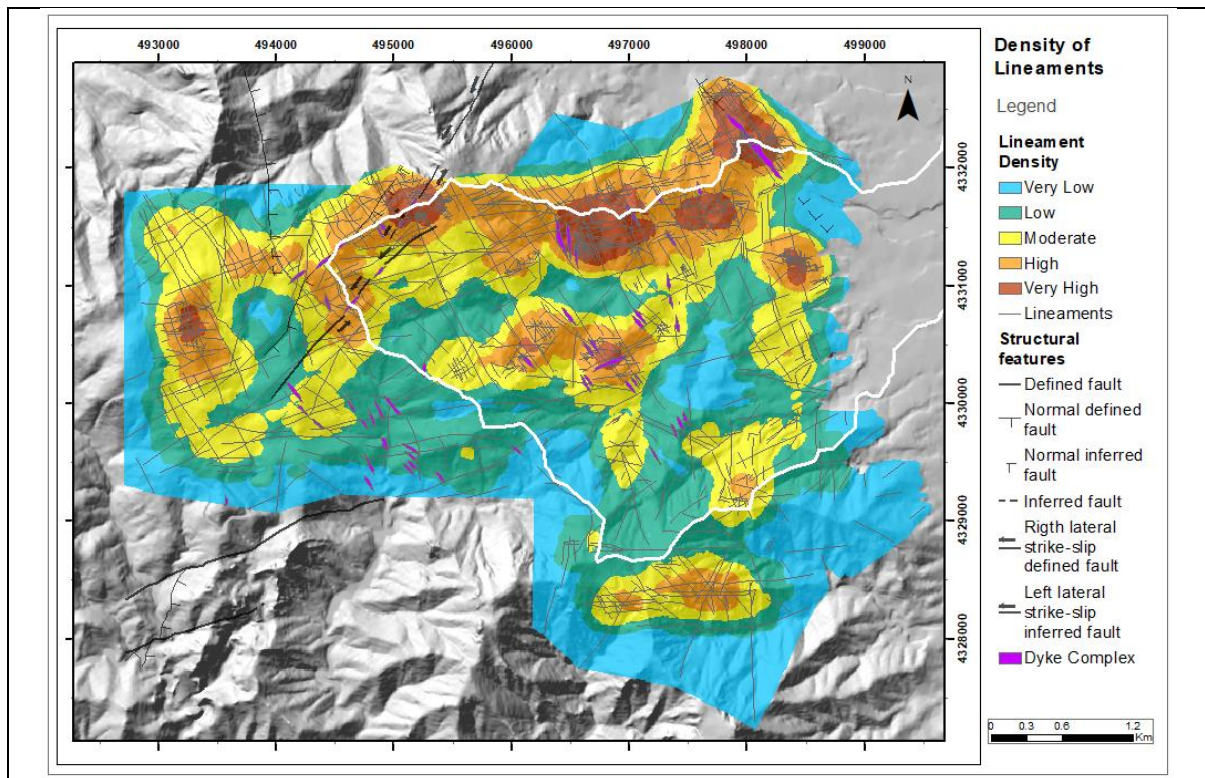 493000 494000 495000 496000 497000 498000 499000
N
4332000
4331000
4330000
4329000
4328000
Density of
Lineaments
Legend
Lineament
Density
Very Low
Low
Moderate
High
Very High
Lineaments
Structural
features
Defined fault
Normal defined
fault
Normal inferred
fault
Inferred fault
Rigth lateral
strike-slip
defined fault
Left lateral
strike-slip
inferred fault
Dyke Complex
0 0.3 0.6 1.2
Km